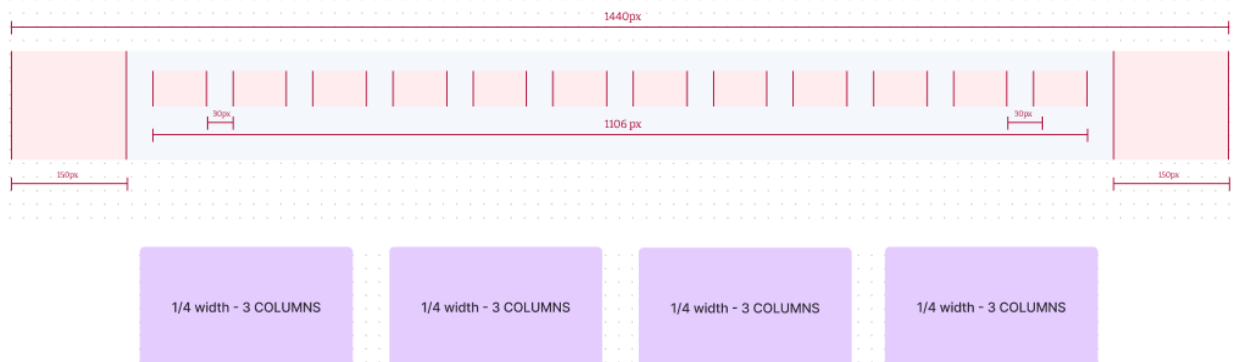 1440px
30px
30px
1106 px
150px
150px
1/4 width - 3 COLUMNS
1/4 width - 3 COLUMNS
1/4 width - 3 COLUMNS
1/4 width - 3 COLUMNS